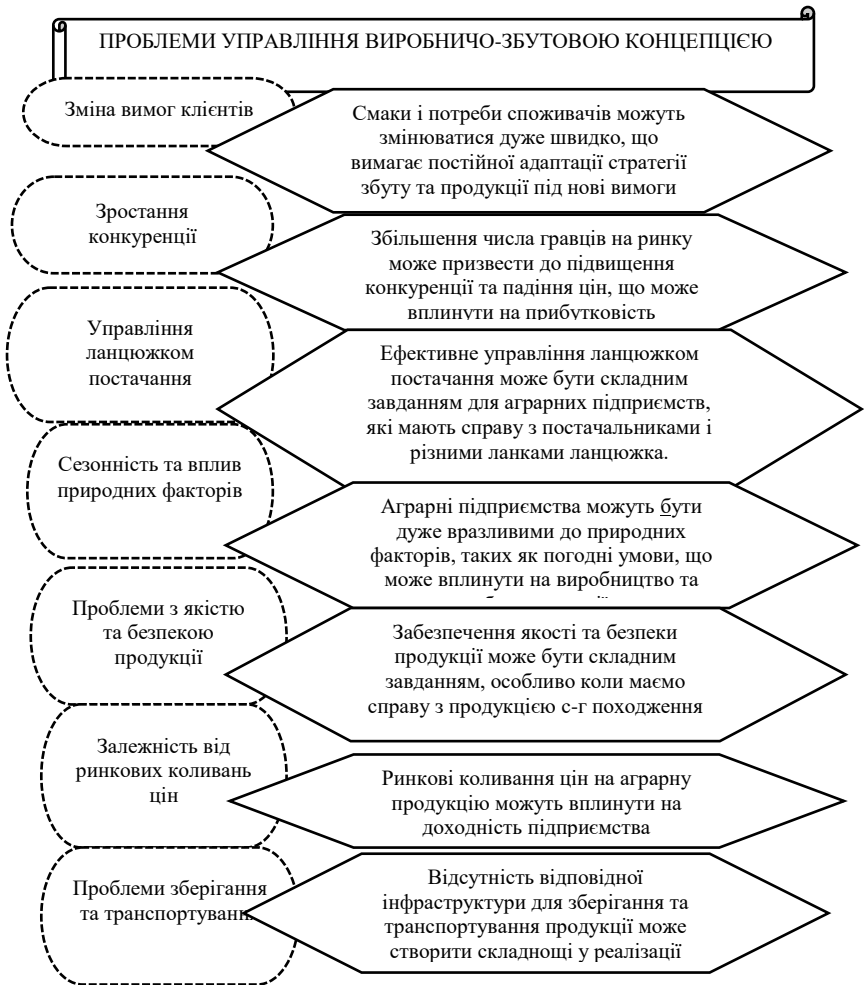 ПРОБЛЕМИ УПРАВЛІННЯ ВИРОБНИЧО-ЗБУТОВОЮ КОНЦЕПЦІЄЮ
Зміна вимог клієнтів
Смаки і потреби споживачів можуть
змінюватися дуже швидко, що
вимагає постійної адаптації стратегії
збуту та продукції під нові вимоги
Зростання
конкуренції
Збільшення числа гравців на ринку
може призвести до підвищення
конкуренції та падіння цін, що може
вплинути на прибутковість
Управління
ланцюжком
постачання
Ефективне управління ланцюжком
постачання може бути складним
завданням для аграрних підприємств,
які мають справу з постачальниками і
різними ланками ланцюжка.
Сезонність та вплив
природних факторів
Аграрні підприємства можуть бути
дуже вразливими до природних
факторів, таких як погодні умови, що
може вплинути на виробництво та
Проблеми з якістю
та безпекою
продукції
Забезпечення якості та безпеки
продукції може бути складним
завданням, особливо коли маємо
справу з продукцією с-г походження
Залежність від
ринкових коливань
цін
Ринкові коливання цін на аграрну
продукцію можуть вплинути на
доходність підприємства
Проблеми зберігання
та транспортування
Відсутність відповідної
інфраструктури для зберігання та
транспортування продукції може
створити складнощі у реалізації